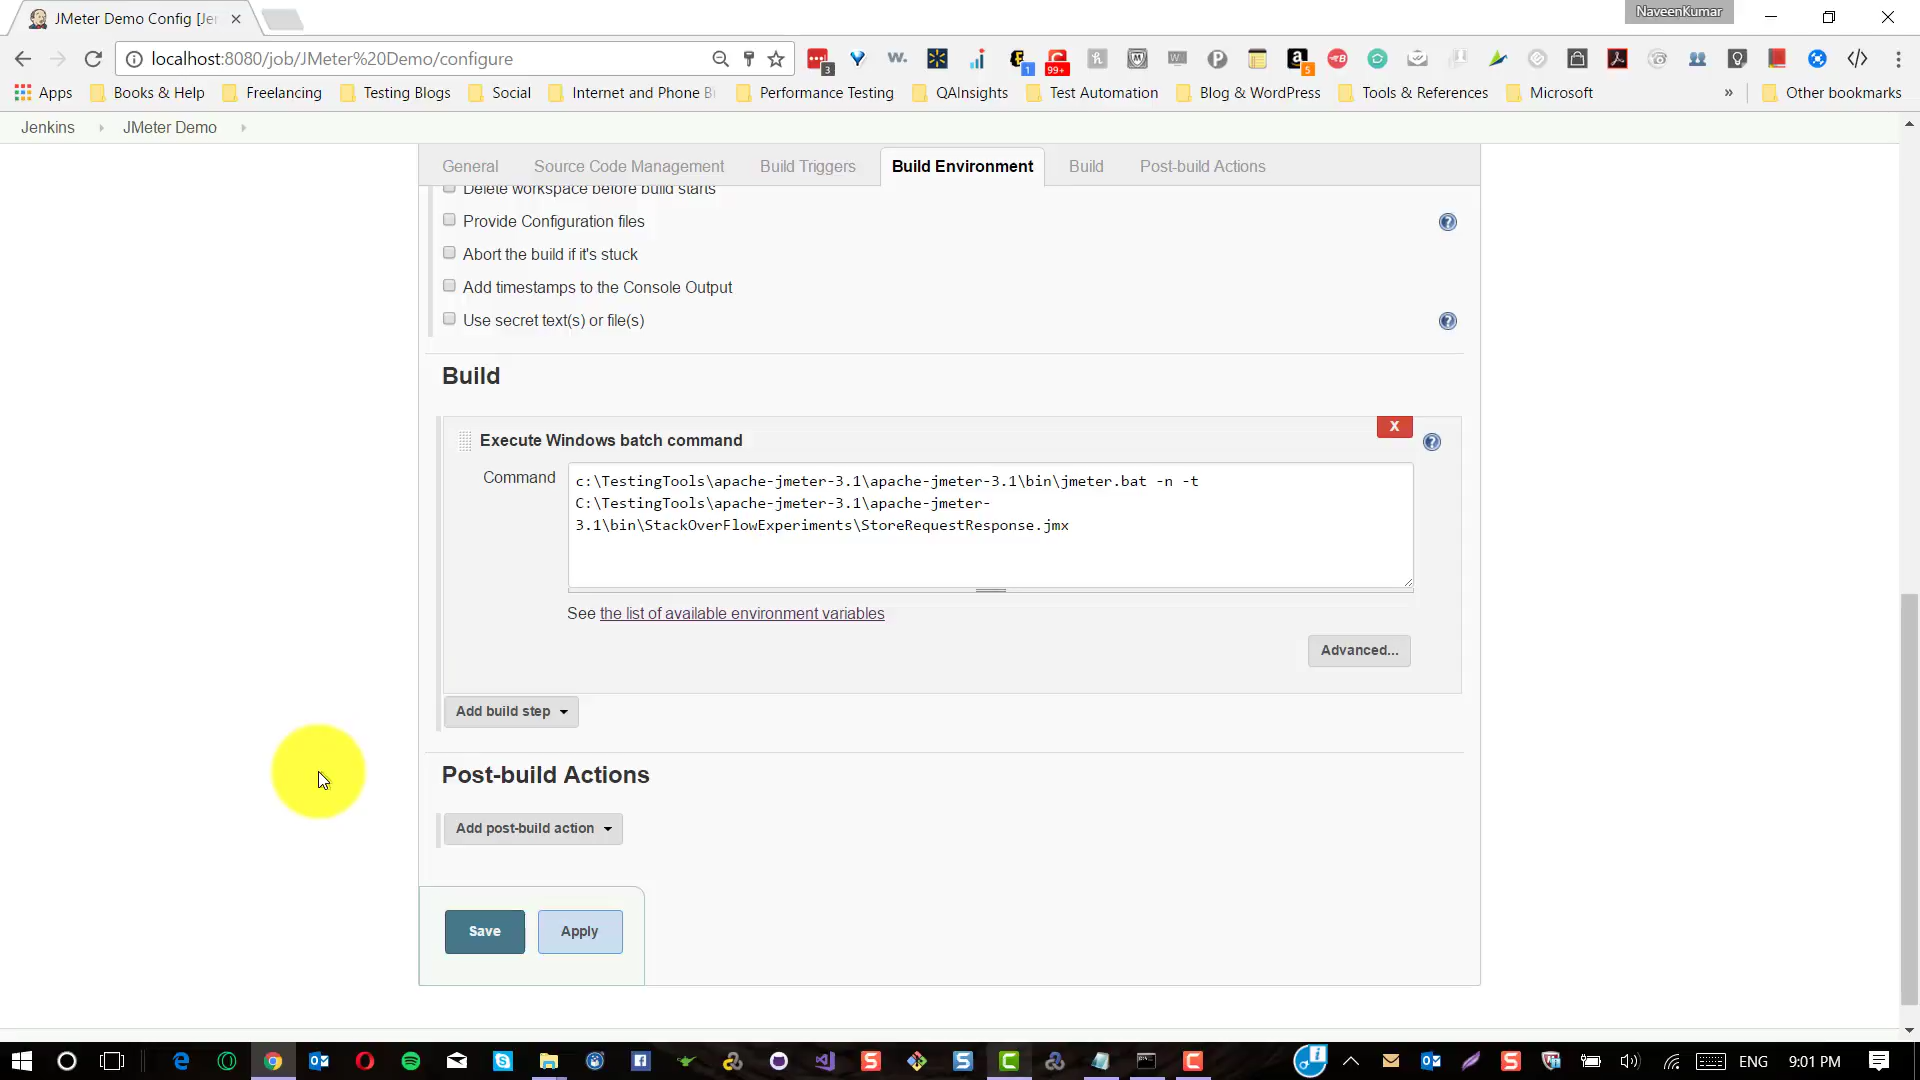 JMeter Demo Config [Jen
NaveenKumar
localhost:8080/job/JMeter%20Demo/configure
3
1
99+
5
Apps
Books & Help
Freelancing
Testing Blogs
Social
Internet and Phone B
Performance Testing
QAInsights
Test Automation
Blog & WordPress
Tools & References
Microsoft
»
Other bookmarks
Jenkins
JMeter Demo
General
Source Code Management
Build Triggers
Build Environment
Build
Post-build Actions
Delete workspace before build starts
Provide Configuration files
Abort the build if it's stuck
Add timestamps to the Console Output
Use secret text(s) or file(s)
Build
Execute Windows batch command
X
Command
c:\TestingTools\apache-jmeter-3.1\apache-jmeter-3.1\bin\jmeter.bat -n -t
C:\TestingTools\apache-jmeter-3.1\apache-jmeter-
3.1\bin\StackOverFlowExperiments\StoreRequestResponse.jmx
See the list of available environment variables
Advanced...
Add build step
Post-build Actions
Add post-build action
Save
Apply
ENG
9:01 PM